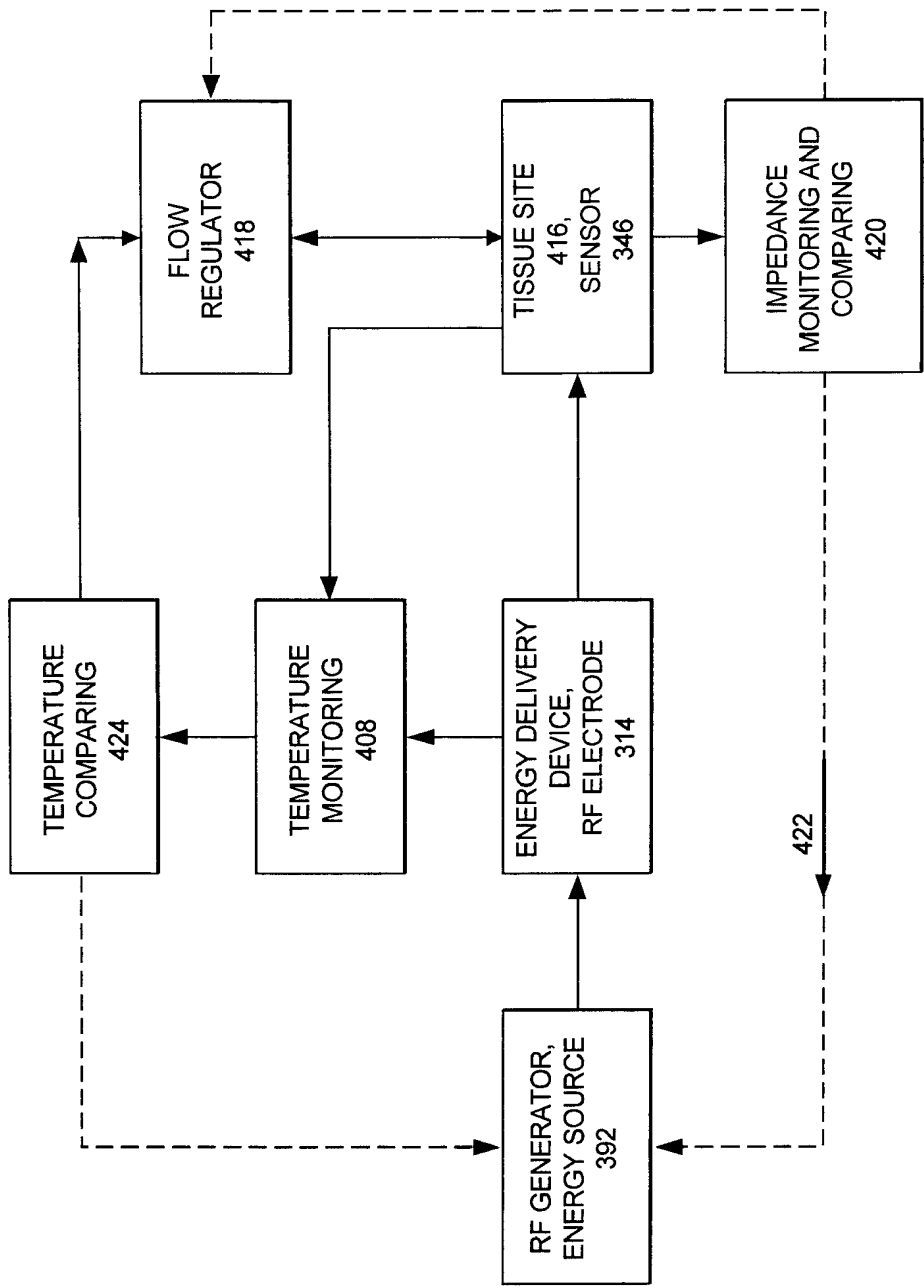 TEMPERATURE
COMPARING
424
FLOW
REGULATOR
418
TEMPERATURE
MONITORING
408
RF GENERATOR,
ENERGY SOURCE
392
ENERGY DELIVERY
DEVICE,
RF ELECTRODE
314
TISSUE SITE
416,
SENSOR
346
422
IMPEDANCE
MONITORING AND
COMPARING
420